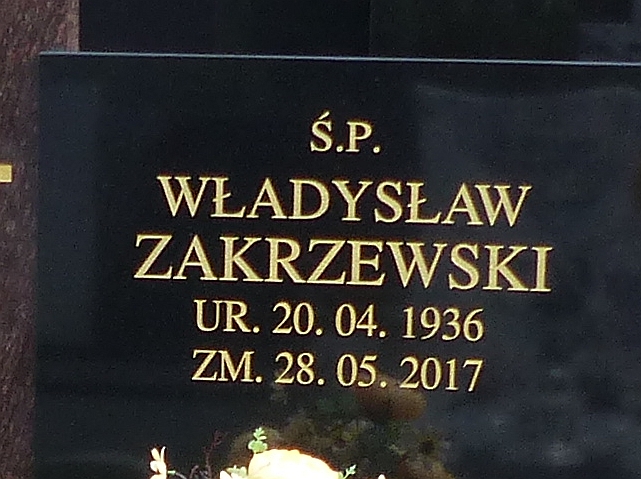 Ś.P.
WŁADYSŁAW
ZAKRZEWSKI
UR. 20. 04. 1936
ZM. 28. 05. 2017